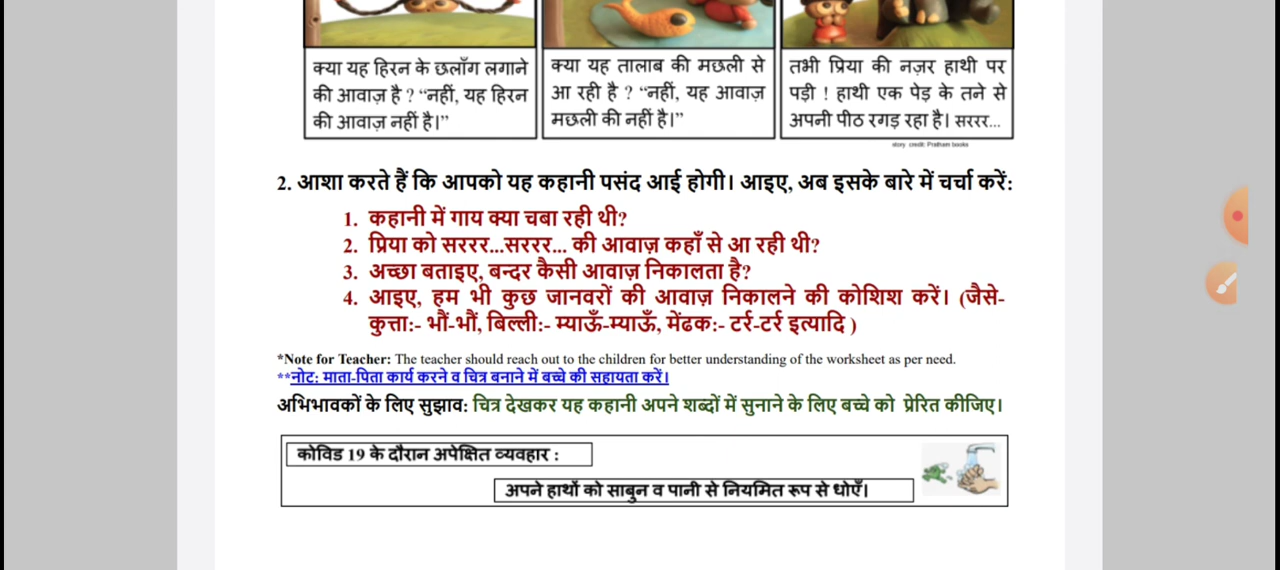 क्या यह हिरन के छलाँग लगाने
की आवाज़ है ? “नहीं, यह हिरन
की आवाज़ नहीं है।”
क्या यह तालाब की मछली से
आ रही है ? “नहीं, यह आवाज़
मछली की नहीं है।”
तभी प्रिया की नज़र हाथी पर
पड़ी ! हाथी एक पेड़ के तने से
अपनी पीठ रगड़ रहा है। सररर...
story credit: Pratham books
2. आशा करते हैं कि आपको यह कहानी पसंद आई होगी। आइए, अब इसके बारे में चर्चा करें:
1. कहानी में गाय क्या चबा रही थी?
2. प्रिया को सररर...सररर... की आवाज़ कहाँ से आ रही थी?
3. अच्छा बताइए, बन्दर कैसी आवाज़ निकालता है?
4. आइए, हम भी कुछ जानवरों की आवाज़ निकालने की कोशिश करें। (जैसे-
कुत्ता:- भौं-भौं, बिल्ली:- म्याऊँ-म्याऊँ, मेंढक:- टर्र-टर्र इत्यादि )
*Note for Teacher: The teacher should reach out to the children for better understanding of the worksheet as per need.
**नोट: माता-पिता कार्य करने व चित्र बनाने में बच्चे की सहायता करें।
अभिभावकों के लिए सुझाव: चित्र देखकर यह कहानी अपने शब्दों में सुनाने के लिए बच्चे को प्रेरित कीजिए।
कोविड 19 के दौरान अपेक्षित व्यवहार :
अपने हाथों को साबुन व पानी से नियमित रूप से धोएँ।